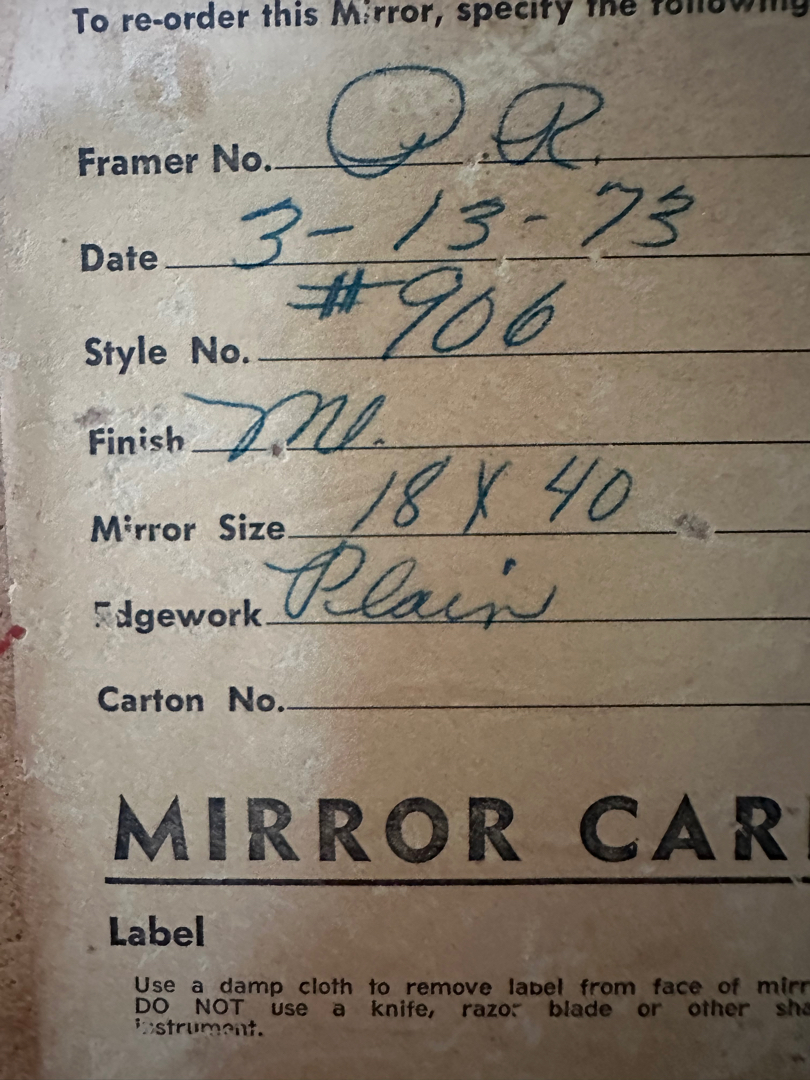 To re-order this Mirror, specify the following
Framer No. O.R.
Date 3-13-73
Style No. #906
Finish
Mirror Size 18 X 40
Edgework Plain
Carton No.
MIRROR CAR
Label
Use a damp cloth to remove label from face of mirr
DO NOT use a knife, razor blade or other sha
instrument.